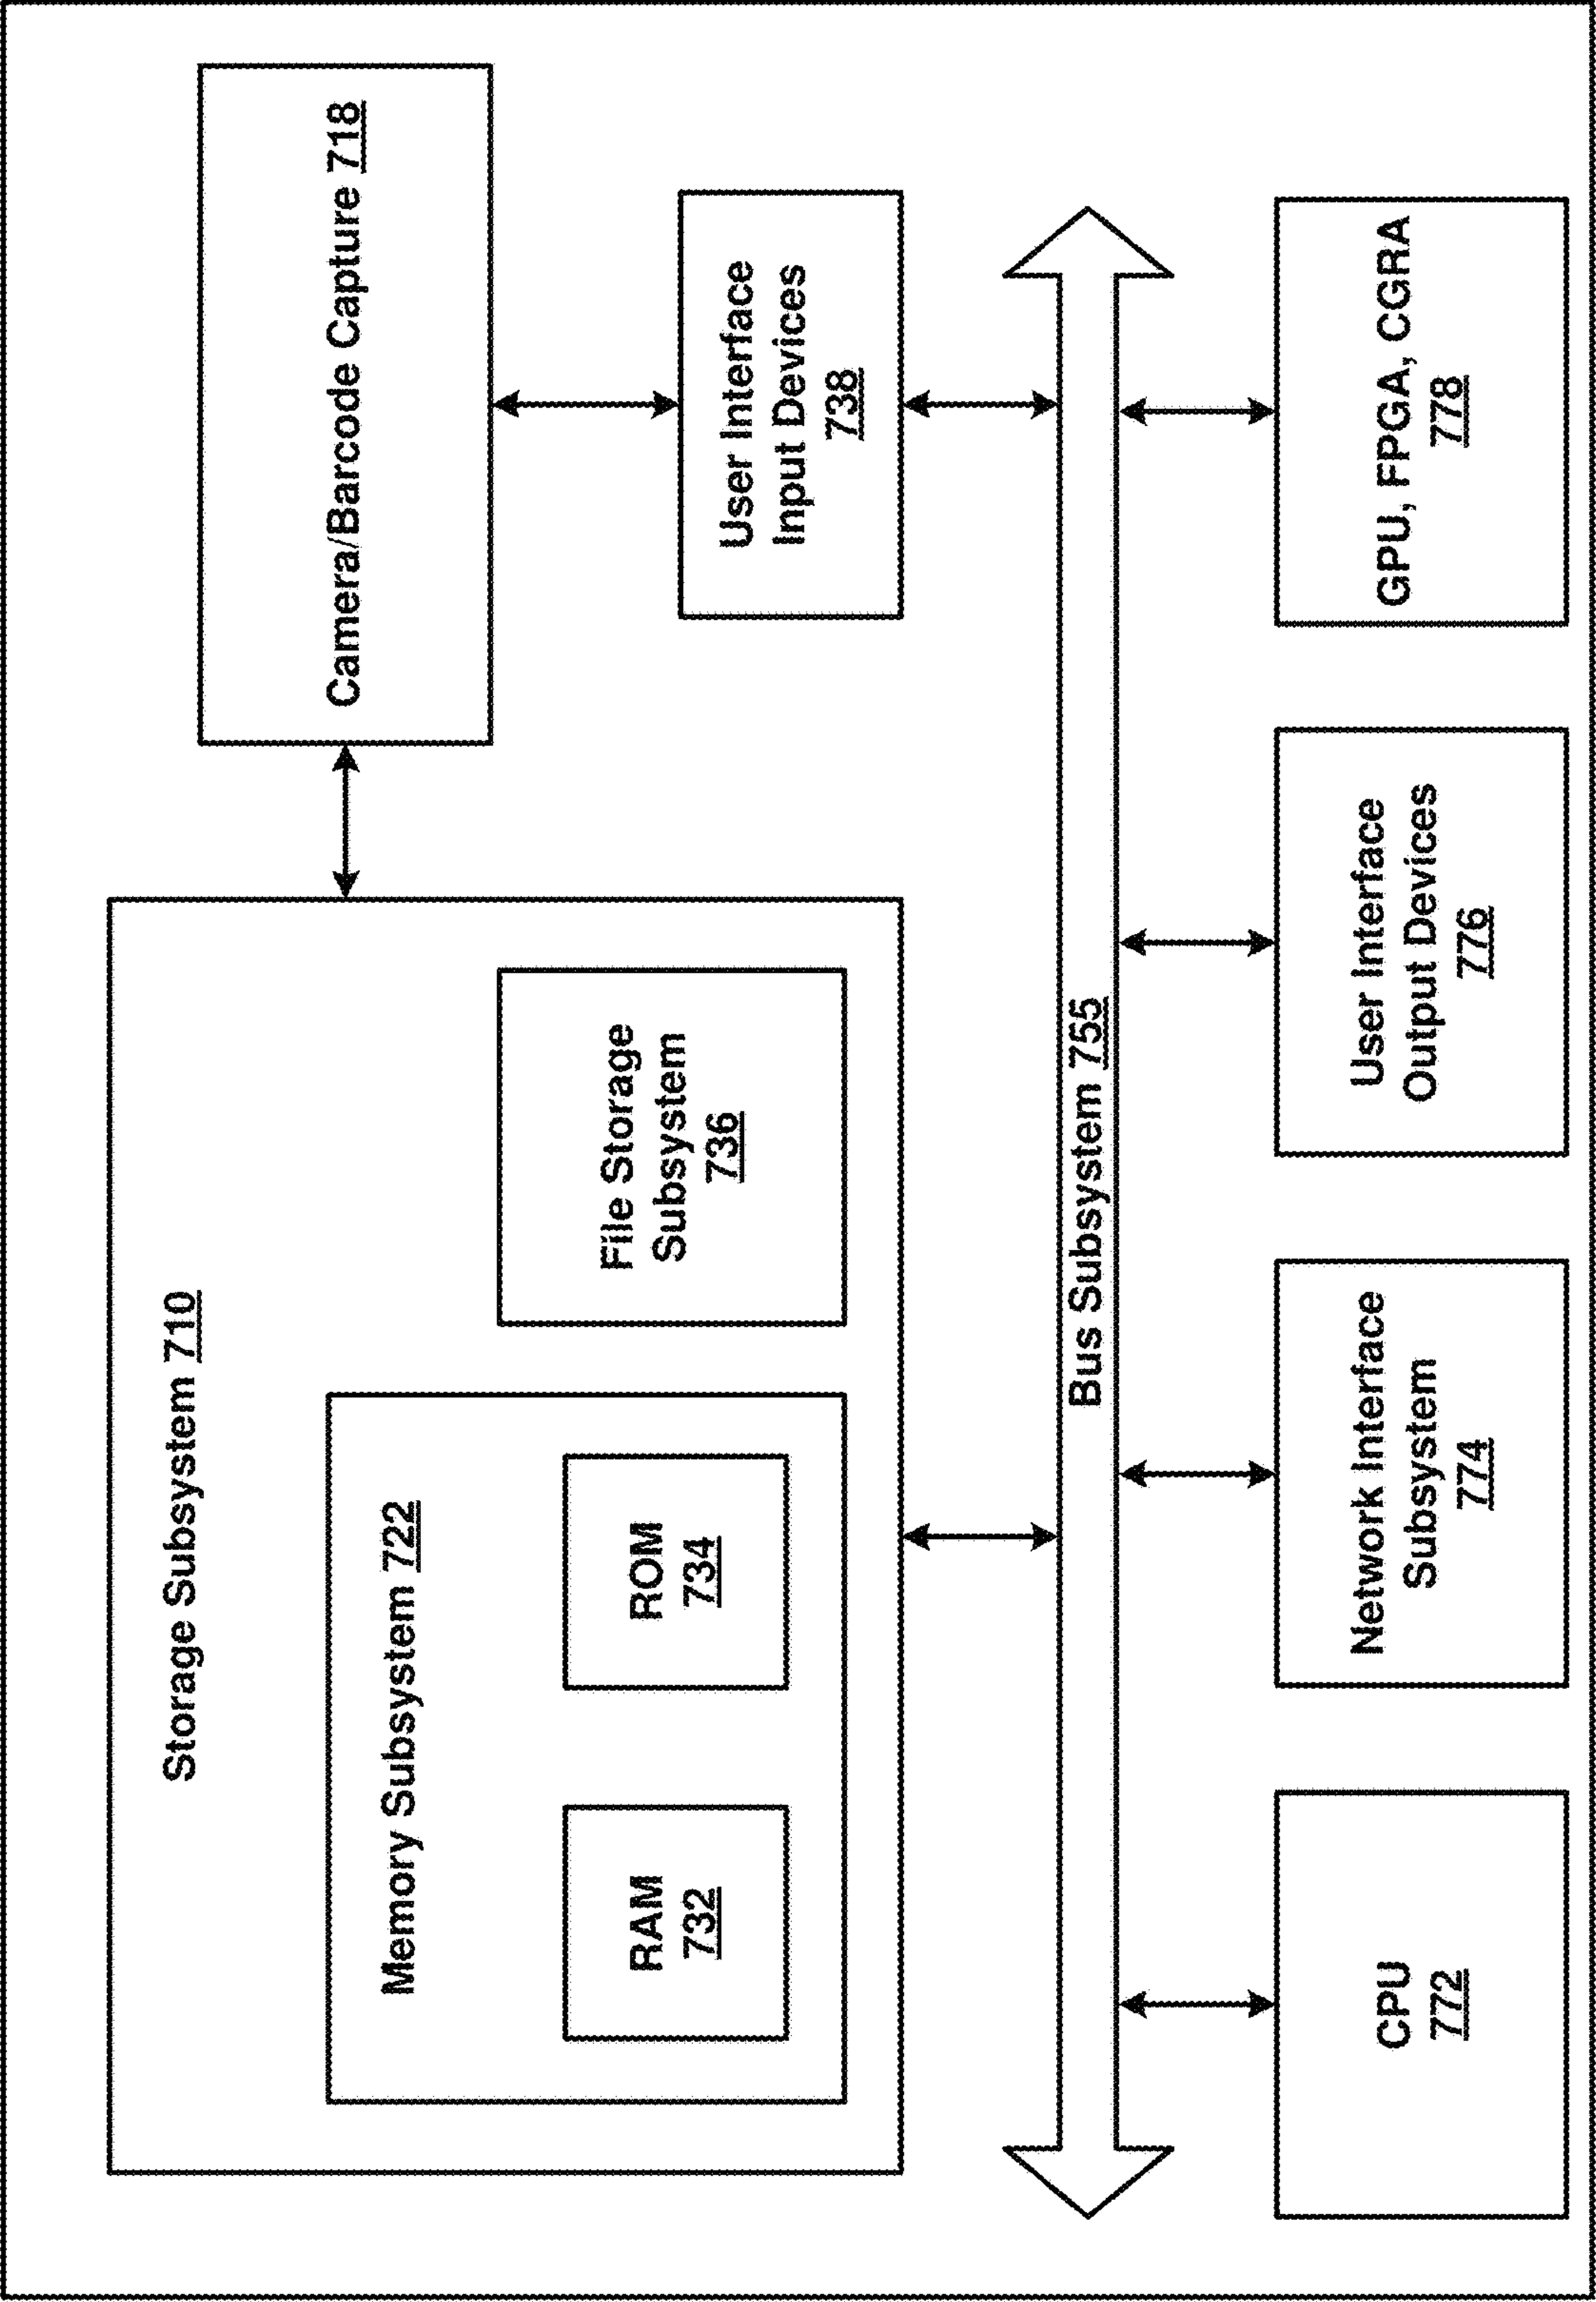 Storage Subsystem 710
Memory Subsystem 722
RAM
732
ROM
734
File Storage
Subsystem
736
Camera/Barcode Capture 718
User Interface
Input Devices
738
Bus Subsystem 755
CPU
772
Network Interface
Subsystem
774
User Interface
Output Devices
776
GPU, FPGA, CGRA
778